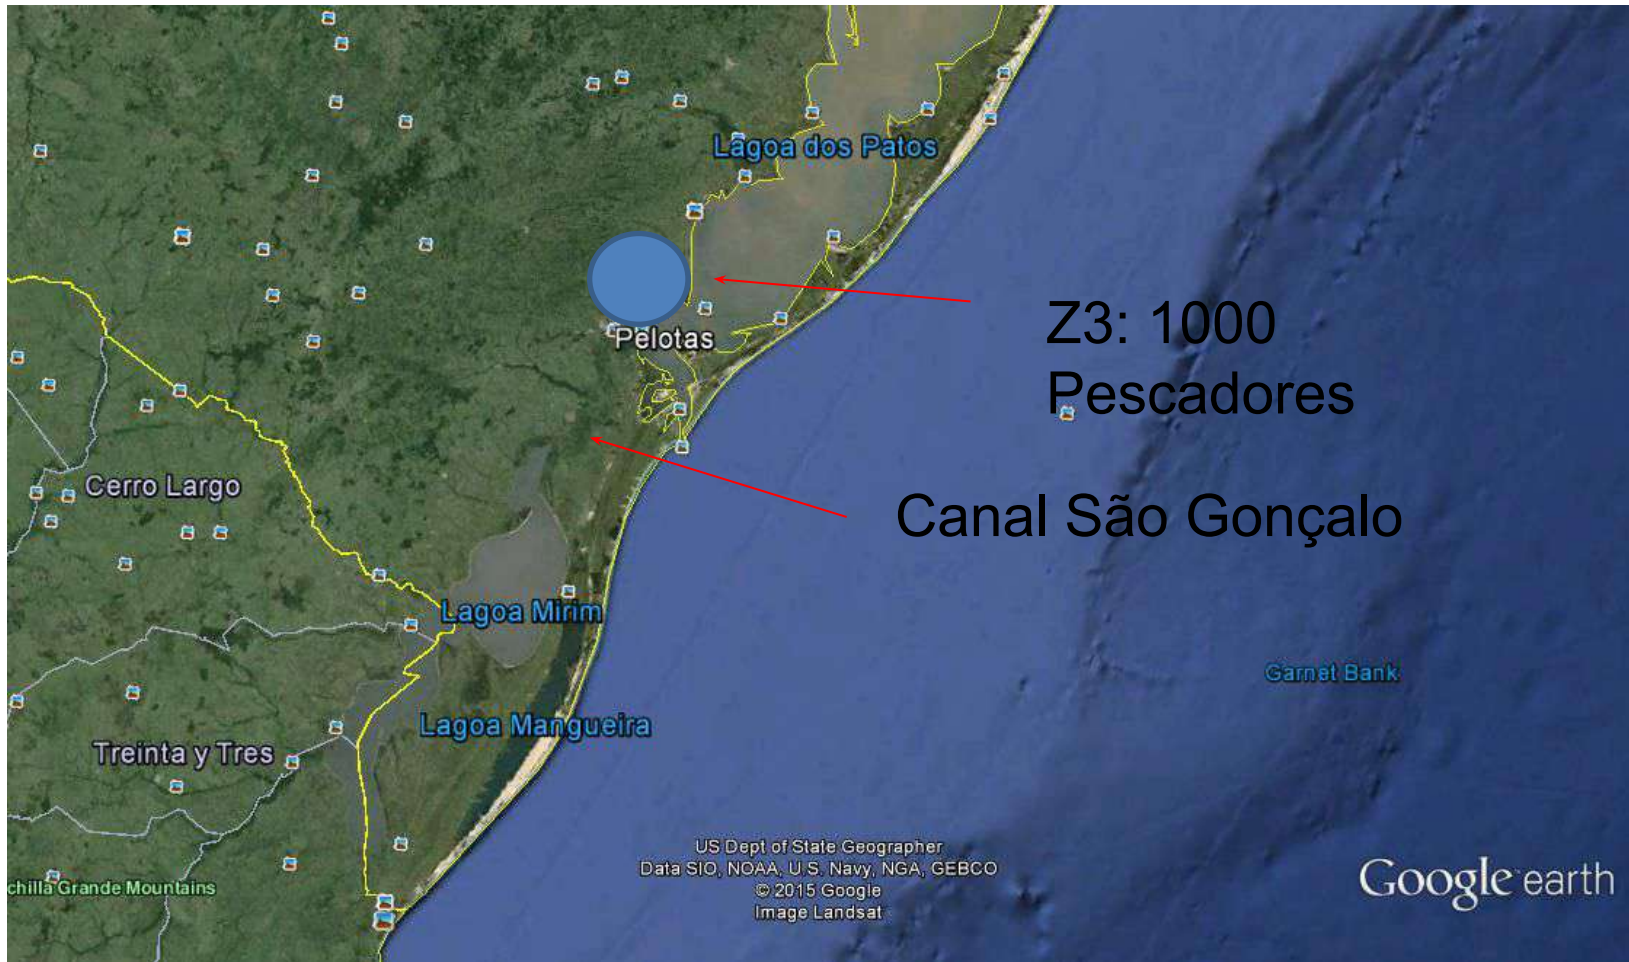 Lagoa dos Patos
Pelotas
Z3: 1000
Pescadores
Cerro Largo
Canal São Gonçalo
Lagoa Mirim
Garnet Bank
Lagoa Mangueira
Treinta y Tres
US Dept of State Geographer
Data SIO, NOAA, U.S. Navy, NGA, GEBCO
© 2015 Google
Image Landsat
chilla Grande Mountains
Google earth